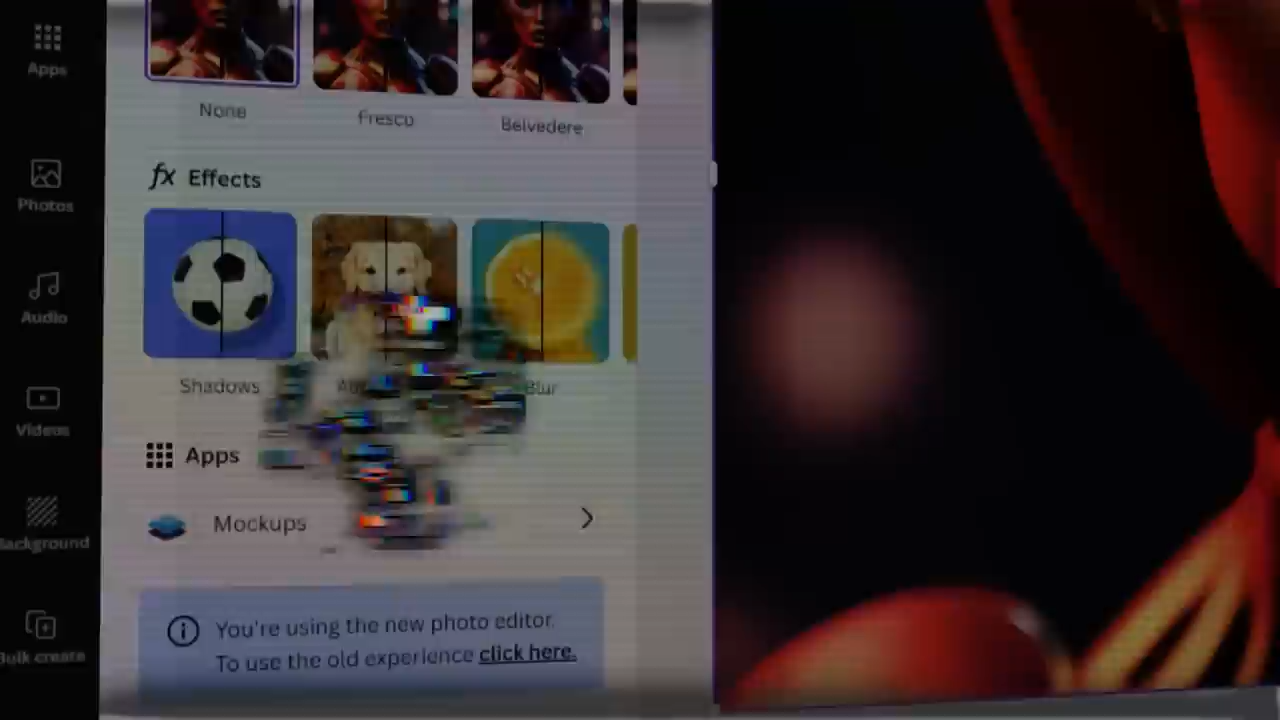 Apps
Photos
Audio
Videos
Background
Bulk create
None
Fresco
Belvedere
fx Effects
Shadows
Blur
Apps
Mockups
You're using the new photo editor.
To use the old experience click here.